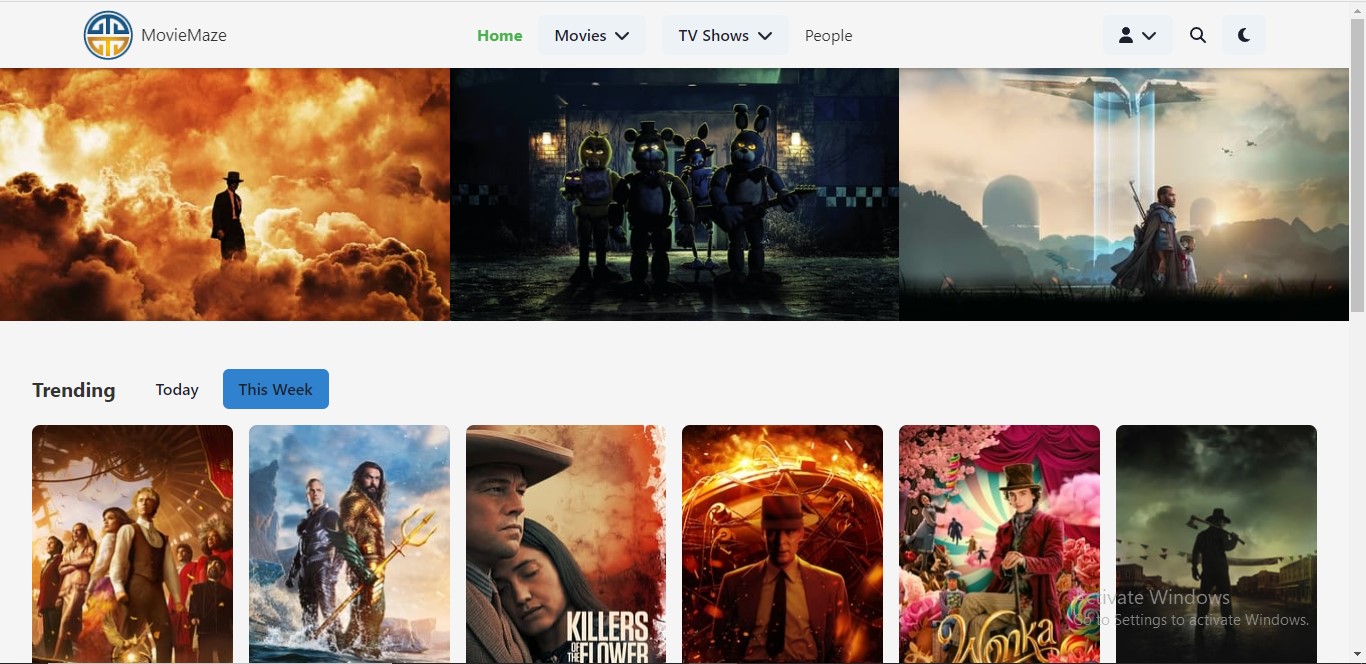 MovieMaze
Home
Movies
TV Shows
People
Trending
Today
This Week
KILLERS
OF
THE FLOWER
Wonka
Activate Windows
Go to Settings to activate Windows.